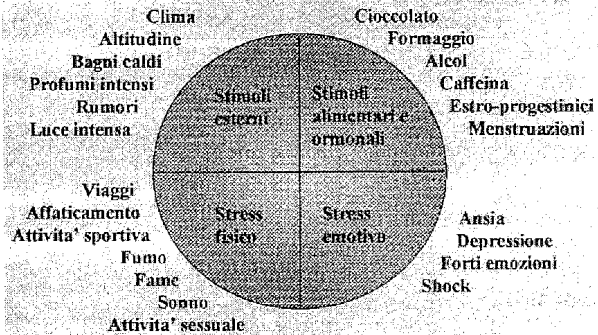 Clima
Altitudine
Bagni caldi
Profumi intensi
Rumori
Luce intensa
Stimoli
esterni
Cioccolato
Formaggio
Alcol
Caffeina
Estro-progestinici
Menstruazioni
Stimoli
alimentari e
ormonali
Viaggi
Affaticamento
Attivita' sportiva
Fumo
Fame
Sonno
Attivita' sessuale
Stress
fisico
Stress
emotivo
Ansia
Depressione
Forti emozioni
Shock